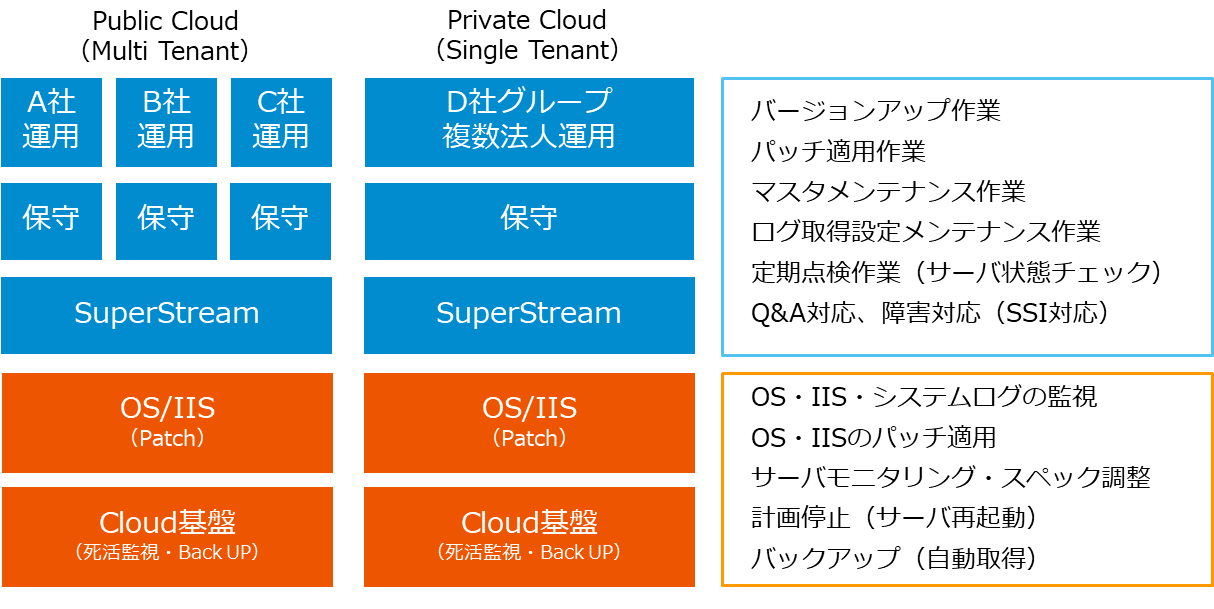 Public Cloud
（Multi Tenant）
Private Cloud
（Single Tenant）
A社
運用
B社
運用
C社
運用
D社グループ
複数法人運用
保守
保守
保守
保守
SuperStream
SuperStream
OS/IIS
（Patch）
OS/IIS
（Patch）
Cloud基盤
（死活監視・Back UP）
Cloud基盤
（死活監視・Back UP）
バージョンアップ作業
パッチ適用作業
マスタメンテナンス作業
ログ取得設定メンテナンス作業
定期点検作業（サーバ状態チェック）
Q&A対応、障害対応（SSI対応）
OS・IIS・システムログの監視
OS・IISのパッチ適用
サーバモニタリング・スペック調整
計画停止（サーバ再起動）
バックアップ（自動取得）